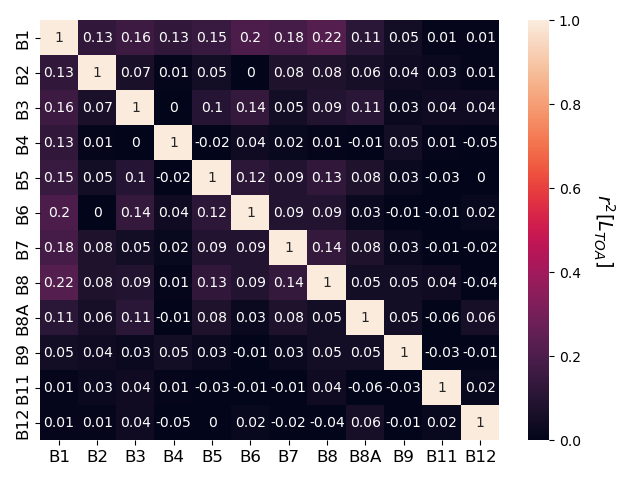 B1 1 0.13 0.16 0.13 0.15 0.2 0.18 0.22 0.11 0.05 0.01 0.01
B2 0.13 1 0.07 0.01 0.05 0 0.08 0.08 0.06 0.04 0.03 0.01
B3 0.16 0.07 1 0 0.1 0.14 0.05 0.09 0.11 0.03 0.04 0.04
B4 0.13 0.01 0 1 -0.02 0.04 0.02 0.01 -0.01 0.05 0.01 -0.05
B5 0.15 0.05 0.1 -0.02 1 0.12 0.09 0.13 0.08 0.03 -0.03 0
B6 0.2 0 0.14 0.04 0.12 1 0.09 0.09 0.03 -0.01 -0.01 0.02
B7 0.18 0.08 0.05 0.02 0.09 0.09 1 0.14 0.08 0.03 -0.01 -0.02
B8 0.22 0.08 0.09 0.01 0.13 0.09 0.14 1 0.05 0.05 0.04 -0.04
B8A 0.11 0.06 0.11 -0.01 0.08 0.03 0.08 0.05 1 0.05 -0.06 0.06
B9 0.05 0.04 0.03 0.05 0.03 -0.01 0.03 0.05 0.05 1 -0.03 -0.01
B11 0.01 0.03 0.04 0.01 -0.03 -0.01 -0.01 0.04 -0.06 -0.03 1 0.02
B12 0.01 0.01 0.04 -0.05 0 0.02 -0.02 -0.04 0.06 -0.01 0.02 1
B1 B2 B3 B4 B5 B6 B7 B8 B8A B9 B11 B12
1.0
0.8
0.6
0.4
0.2
0.0
r²[L_TOA]